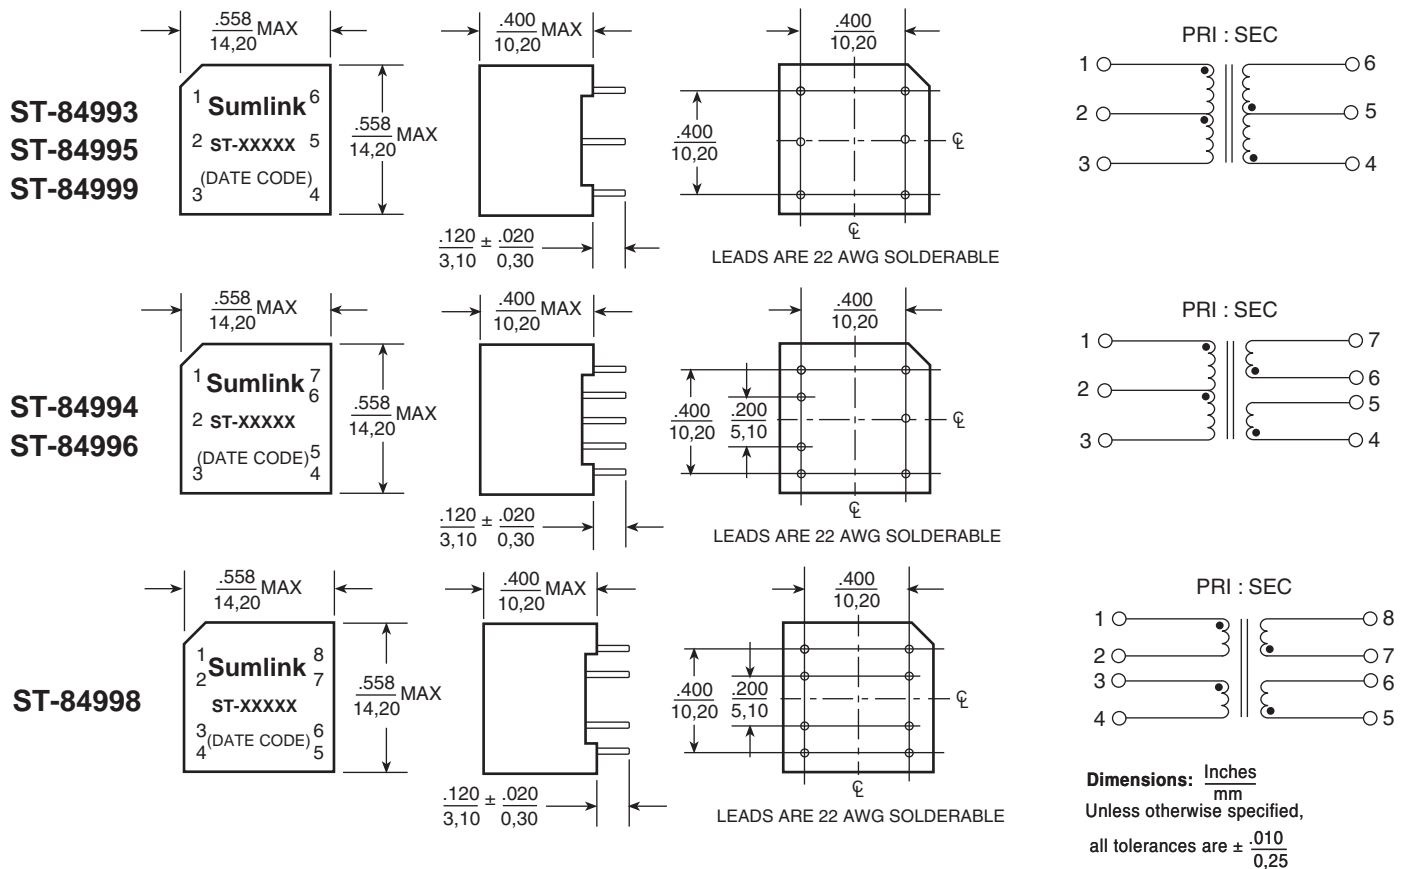 .558 MAX
14,20
.400 MAX
10,20
.400
10,20
PRI : SEC
ST-84993
ST-84995
ST-84999
1 Sumlink 6
2 ST-XXXXX 5
(DATE CODE)
3 4
.558 MAX
14,20
.120 ± .020
3,10 0,30
.400
10,20
℄
℄
LEADS ARE 22 AWG SOLDERABLE
1 6
2 5
3 4
.558 MAX
14,20
.400 MAX
10,20
.400
10,20
PRI : SEC
ST-84994
ST-84996
1 Sumlink 7
6
2 ST-XXXXX
(DATE CODE) 5
3 4
.558 MAX
14,20
.120 ± .020
3,10 0,30
.400 .200
10,20 5,10
℄
℄
LEADS ARE 22 AWG SOLDERABLE
1 7
2 6
5
3 4
.558 MAX
14,20
.400 MAX
10,20
.400
10,20
PRI : SEC
ST-84998
1 Sumlink 8
2 7
ST-XXXXX
3 (DATE CODE) 6
4 5
.558 MAX
14,20
.120 ± .020
3,10 0,30
.400 .200
10,20 5,10
℄
℄
LEADS ARE 22 AWG SOLDERABLE
1 8
2 7
3 6
4 5
Dimensions: Inches
mm
Unless otherwise specified,
all tolerances are ± .010
0,25